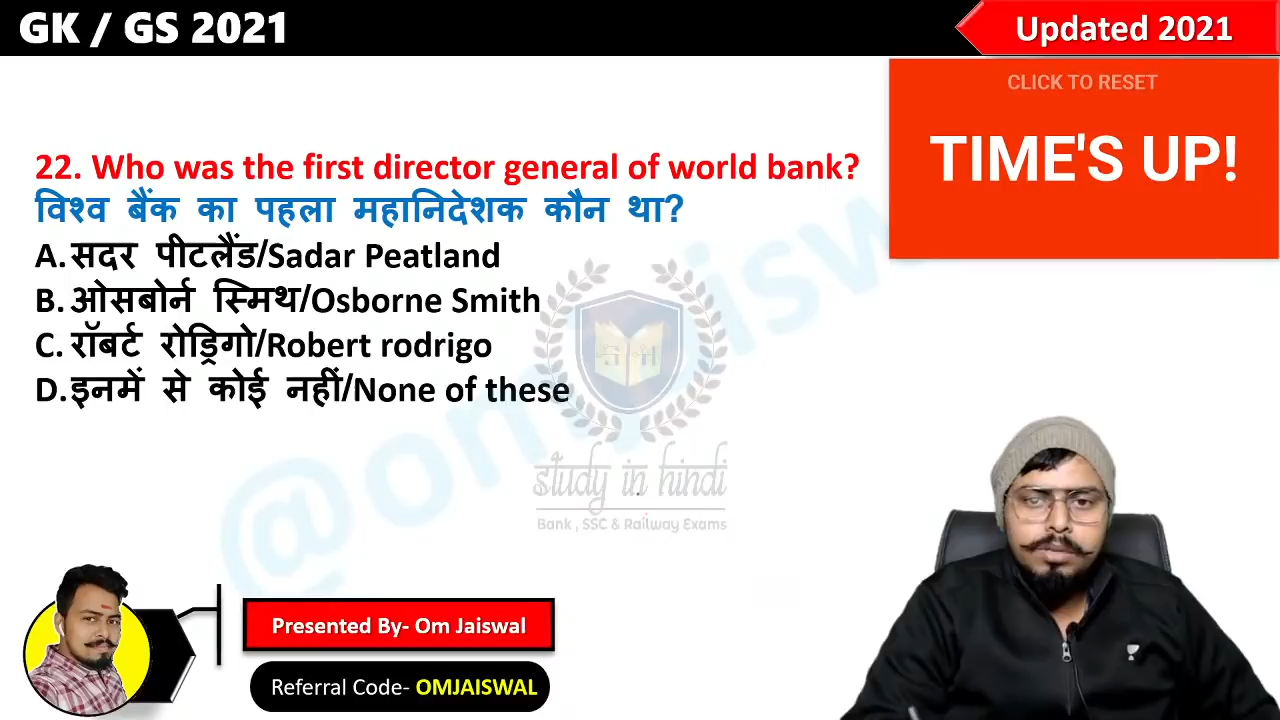 GK / GS 2021
Updated 2021
CLICK TO RESET
TIME'S UP!
22. Who was the first director general of world bank?
विश्व बैंक का पहला महानिदेशक कौन था?
A. सदर पीटलैंड/Sadar Peatland
B. ओसबोर्न स्मिथ/Osborne Smith
C. रॉबर्ट रोड्रिगो/Robert rodrigo
D. इनमें से कोई नहीं/None of these
study in hindi
Bank , SSC & Railway Exams
Presented By- Om Jaiswal
Referral Code- OMJAISWAL